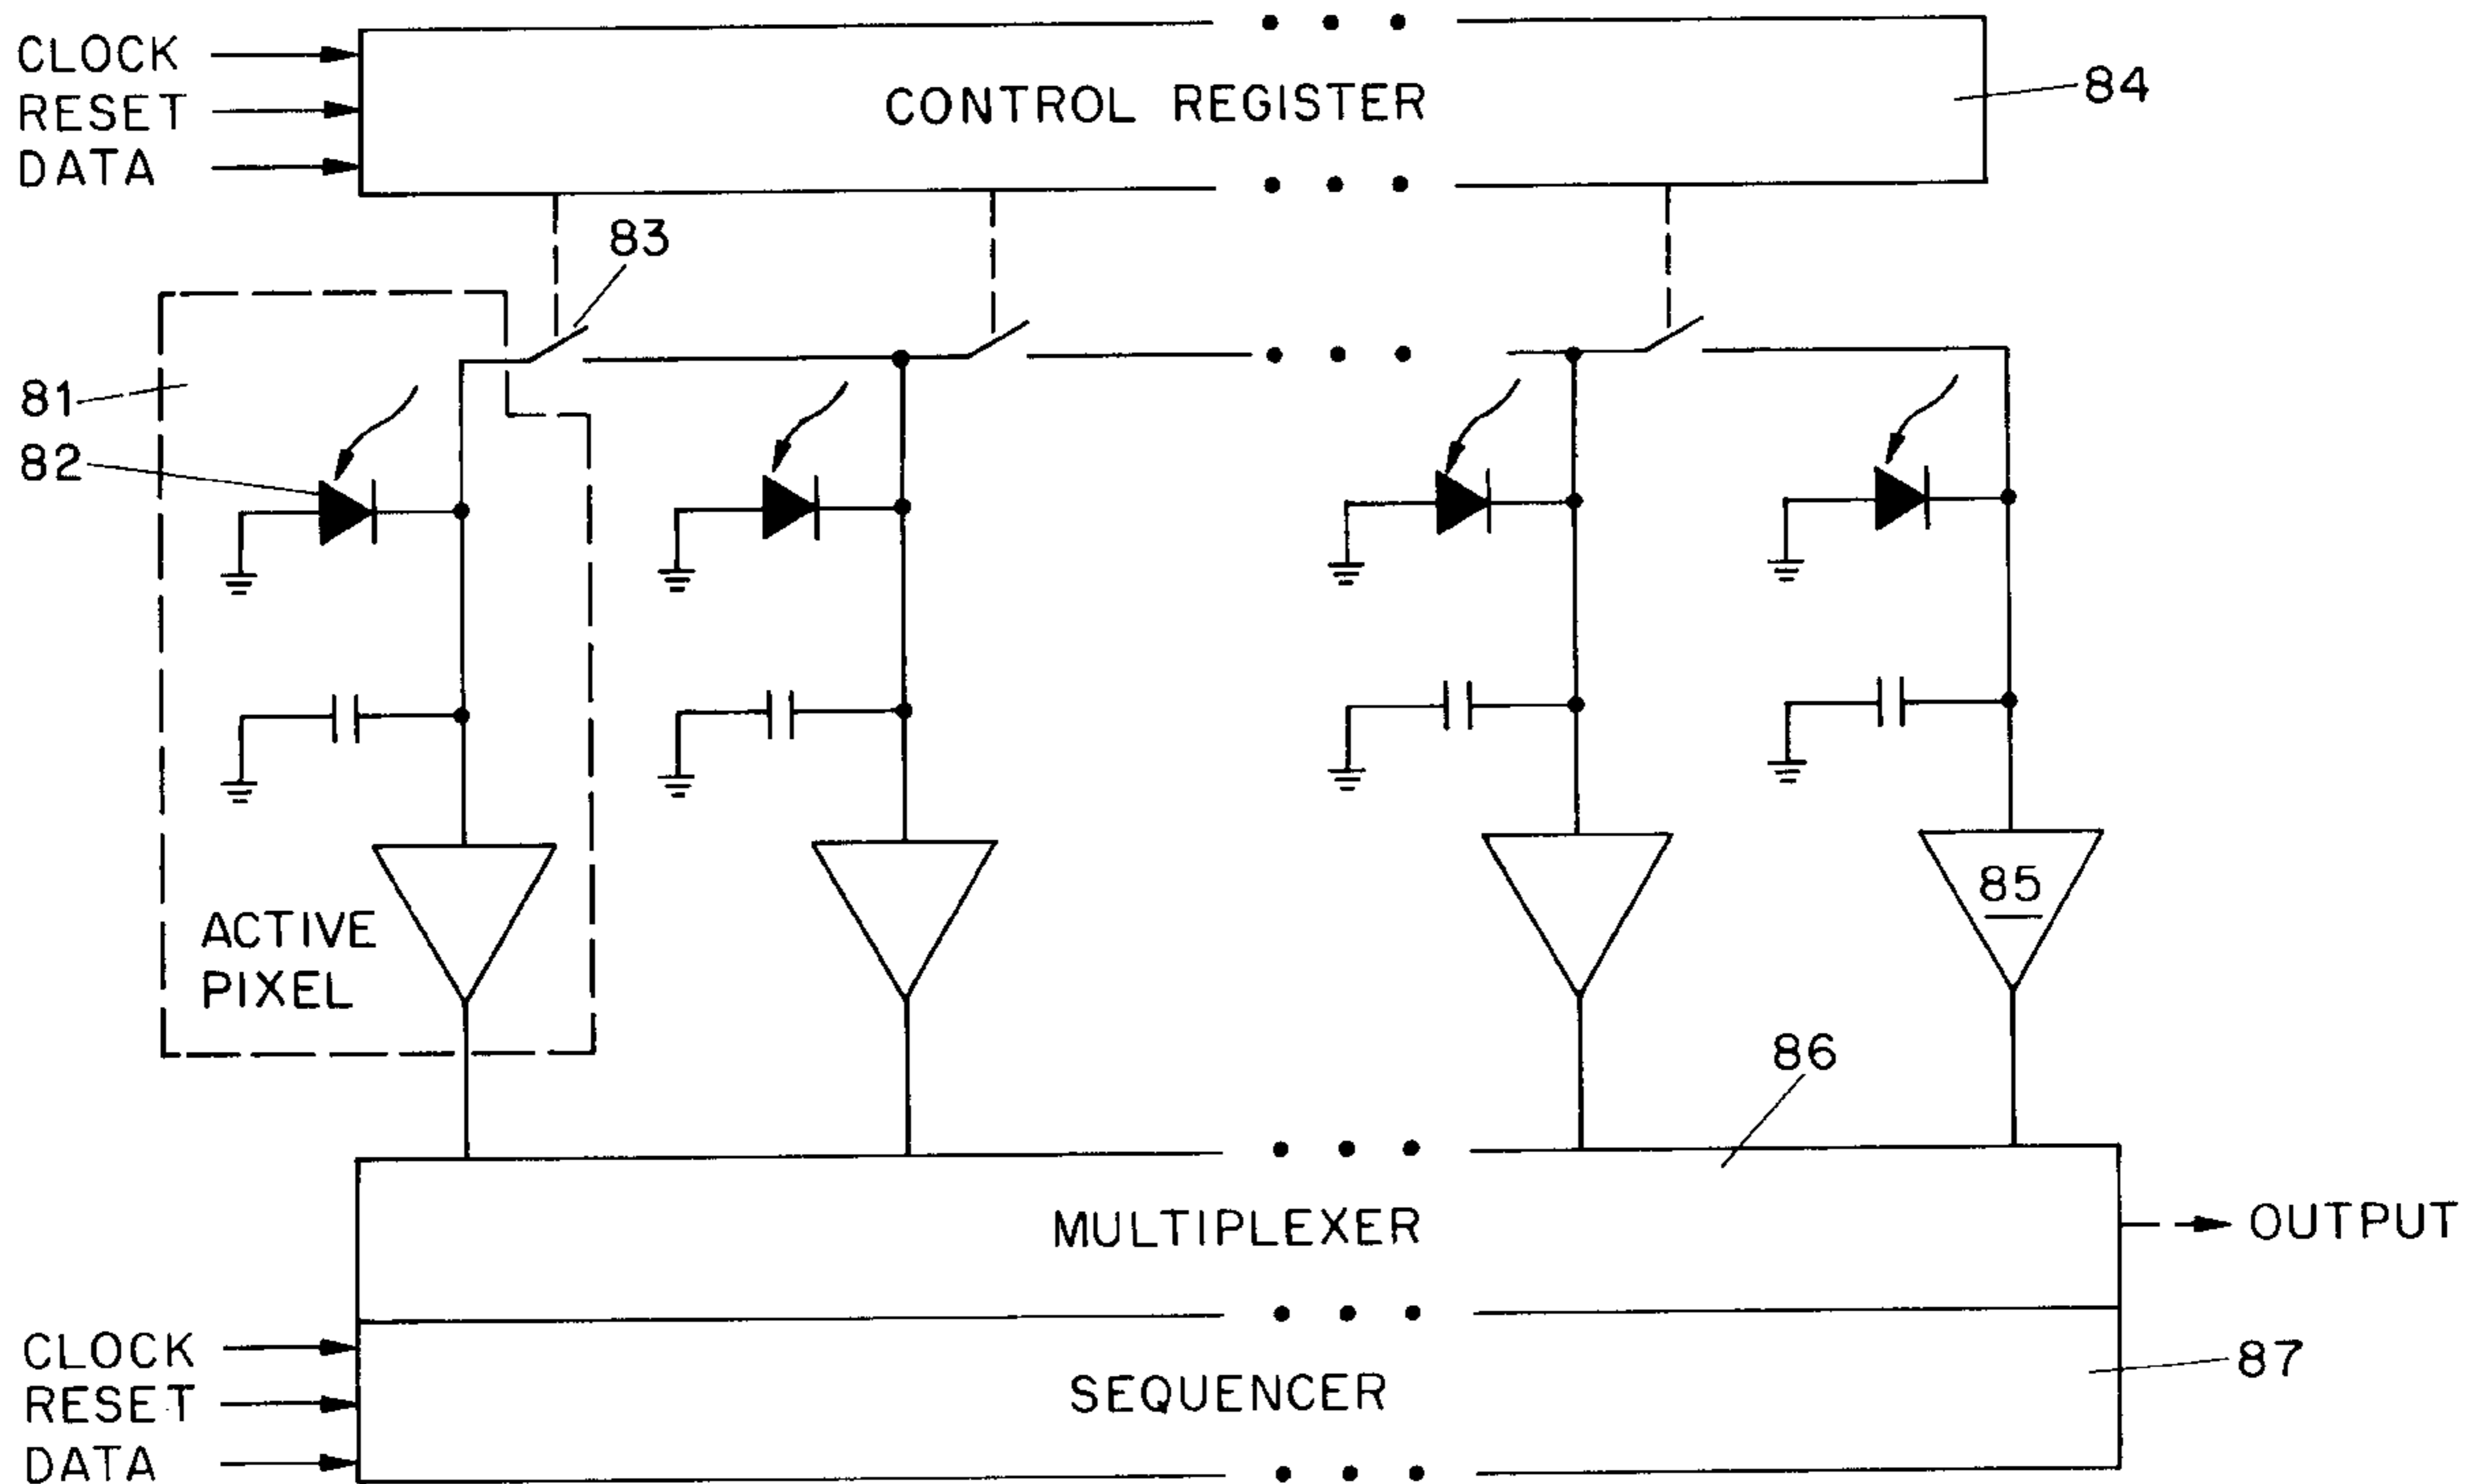 CLOCK
RESET
DATA
CONTROL REGISTER
84
83
81
82
ACTIVE
PIXEL
85
86
MULTIPLEXER
OUTPUT
CLOCK
RESET
DATA
SEQUENCER
87